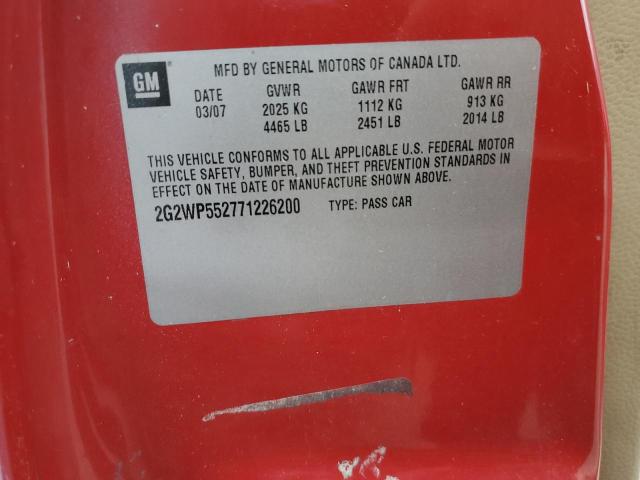 GM
MFD BY GENERAL MOTORS OF CANADA LTD.
DATE GVWR GAWR FRT GAWR RR
03/07 2025 KG 1112 KG 913 KG
4465 LB 2451 LB 2014 LB
THIS VEHICLE CONFORMS TO ALL APPLICABLE U.S. FEDERAL MOTOR
VEHICLE SAFETY, BUMPER, AND THEFT PREVENTION STANDARDS IN
EFFECT ON THE DATE OF MANUFACTURE SHOWN ABOVE.
2G2WP552771226200 TYPE: PASS CAR